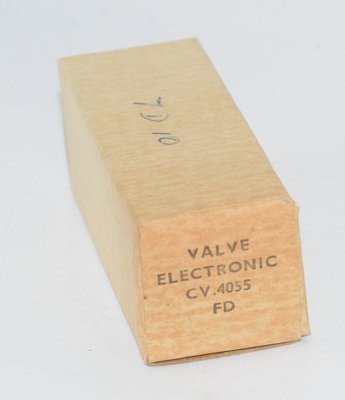 VALVE
ELECTRONIC
CV.4055
FD